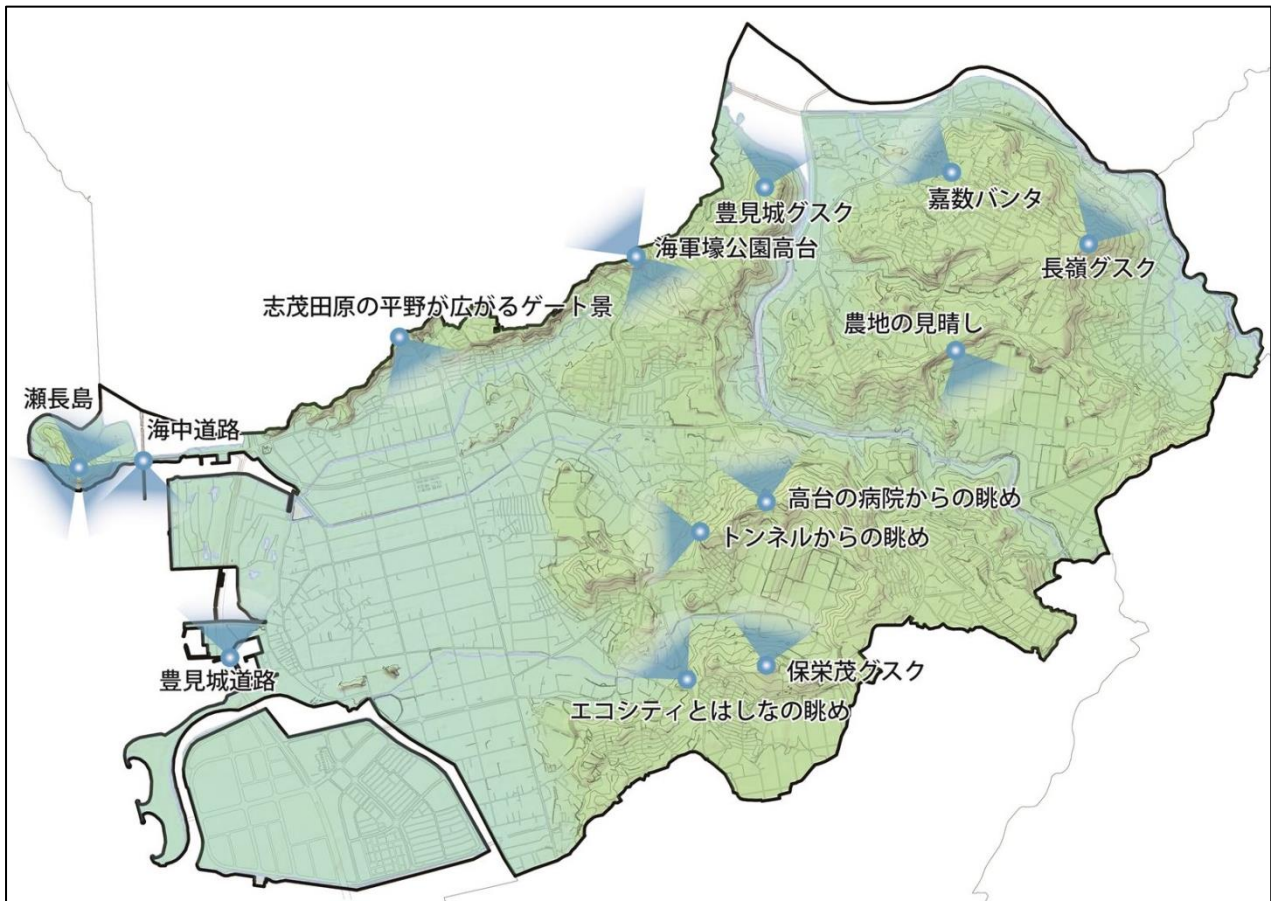 豊見城グスク
嘉数バンタ
海軍壕公園高台
長嶺グスク
志茂田原の平野が広がるゲート景
農地の見晴し
瀬長島
海中道路
高台の病院からの眺め
トンネルからの眺め
豊見城道路
保栄茂グスク
エコシティとはしなの眺め